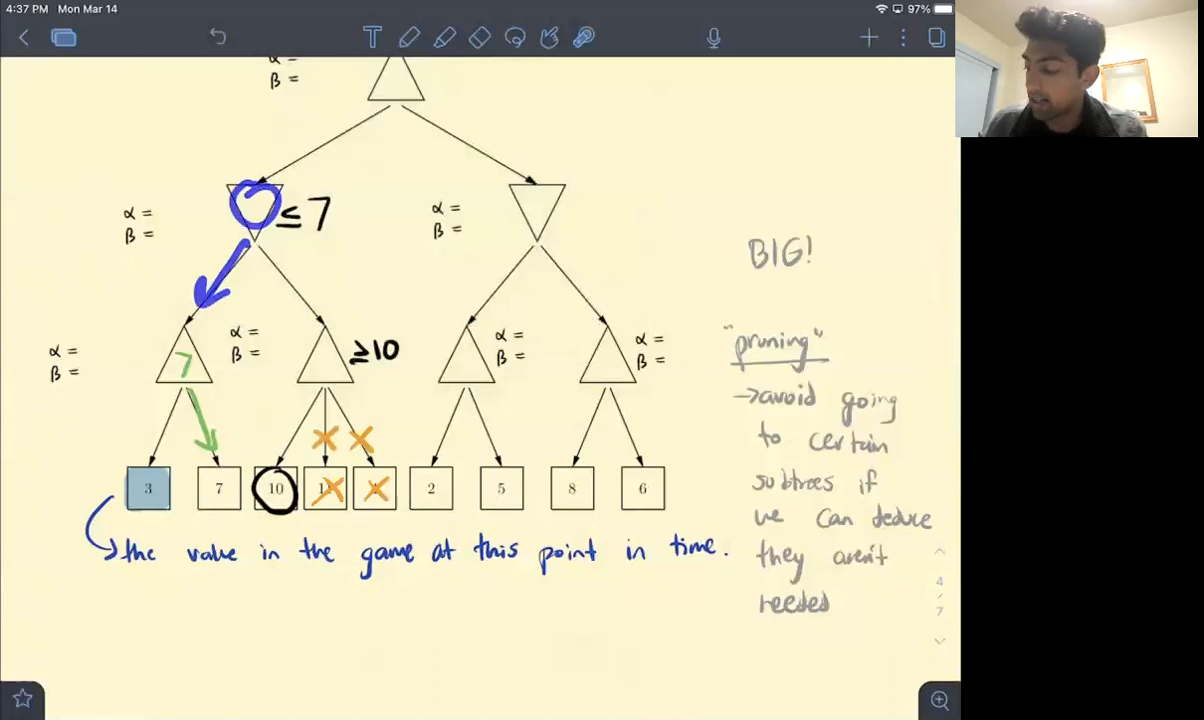 4:37 PM Mon Mar 14
97%
T
α =
β =
α =
β =
≤ 7
α =
β =
BIG!
α =
β =
7
α =
β =
≥10
α =
β =
α =
β =
"pruning"
→avoid going
to certain
subtrees if
we can deduce
they aren't
needed
3 7 10 2 5 8 6
the value in the game at this point in time.
4
/
7